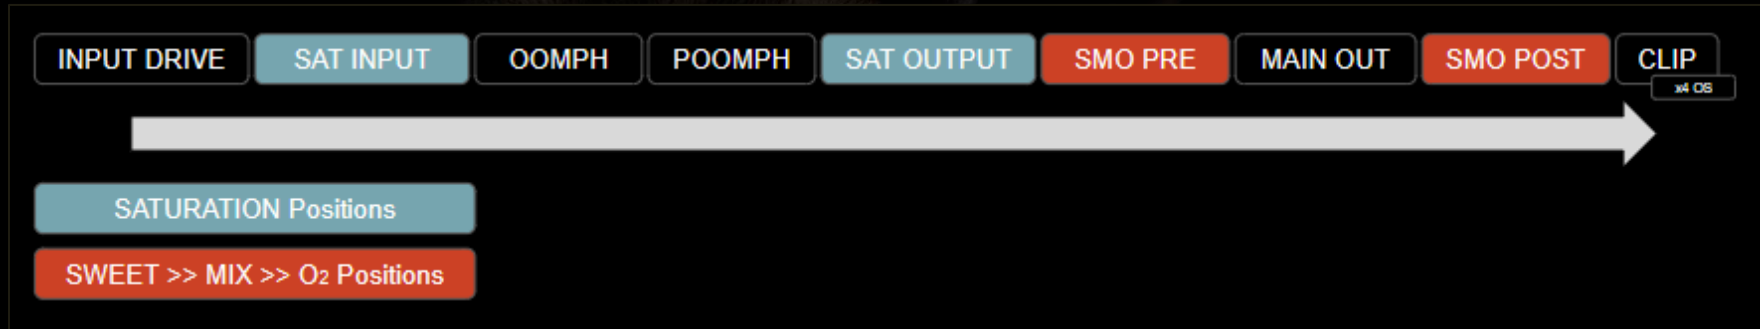 INPUT DRIVE SAT INPUT OOMPH POOMPH SAT OUTPUT SMO PRE MAIN OUT SMO POST CLIP
x4 OS
SATURATION Positions
SWEET >> MIX >> O2 Positions